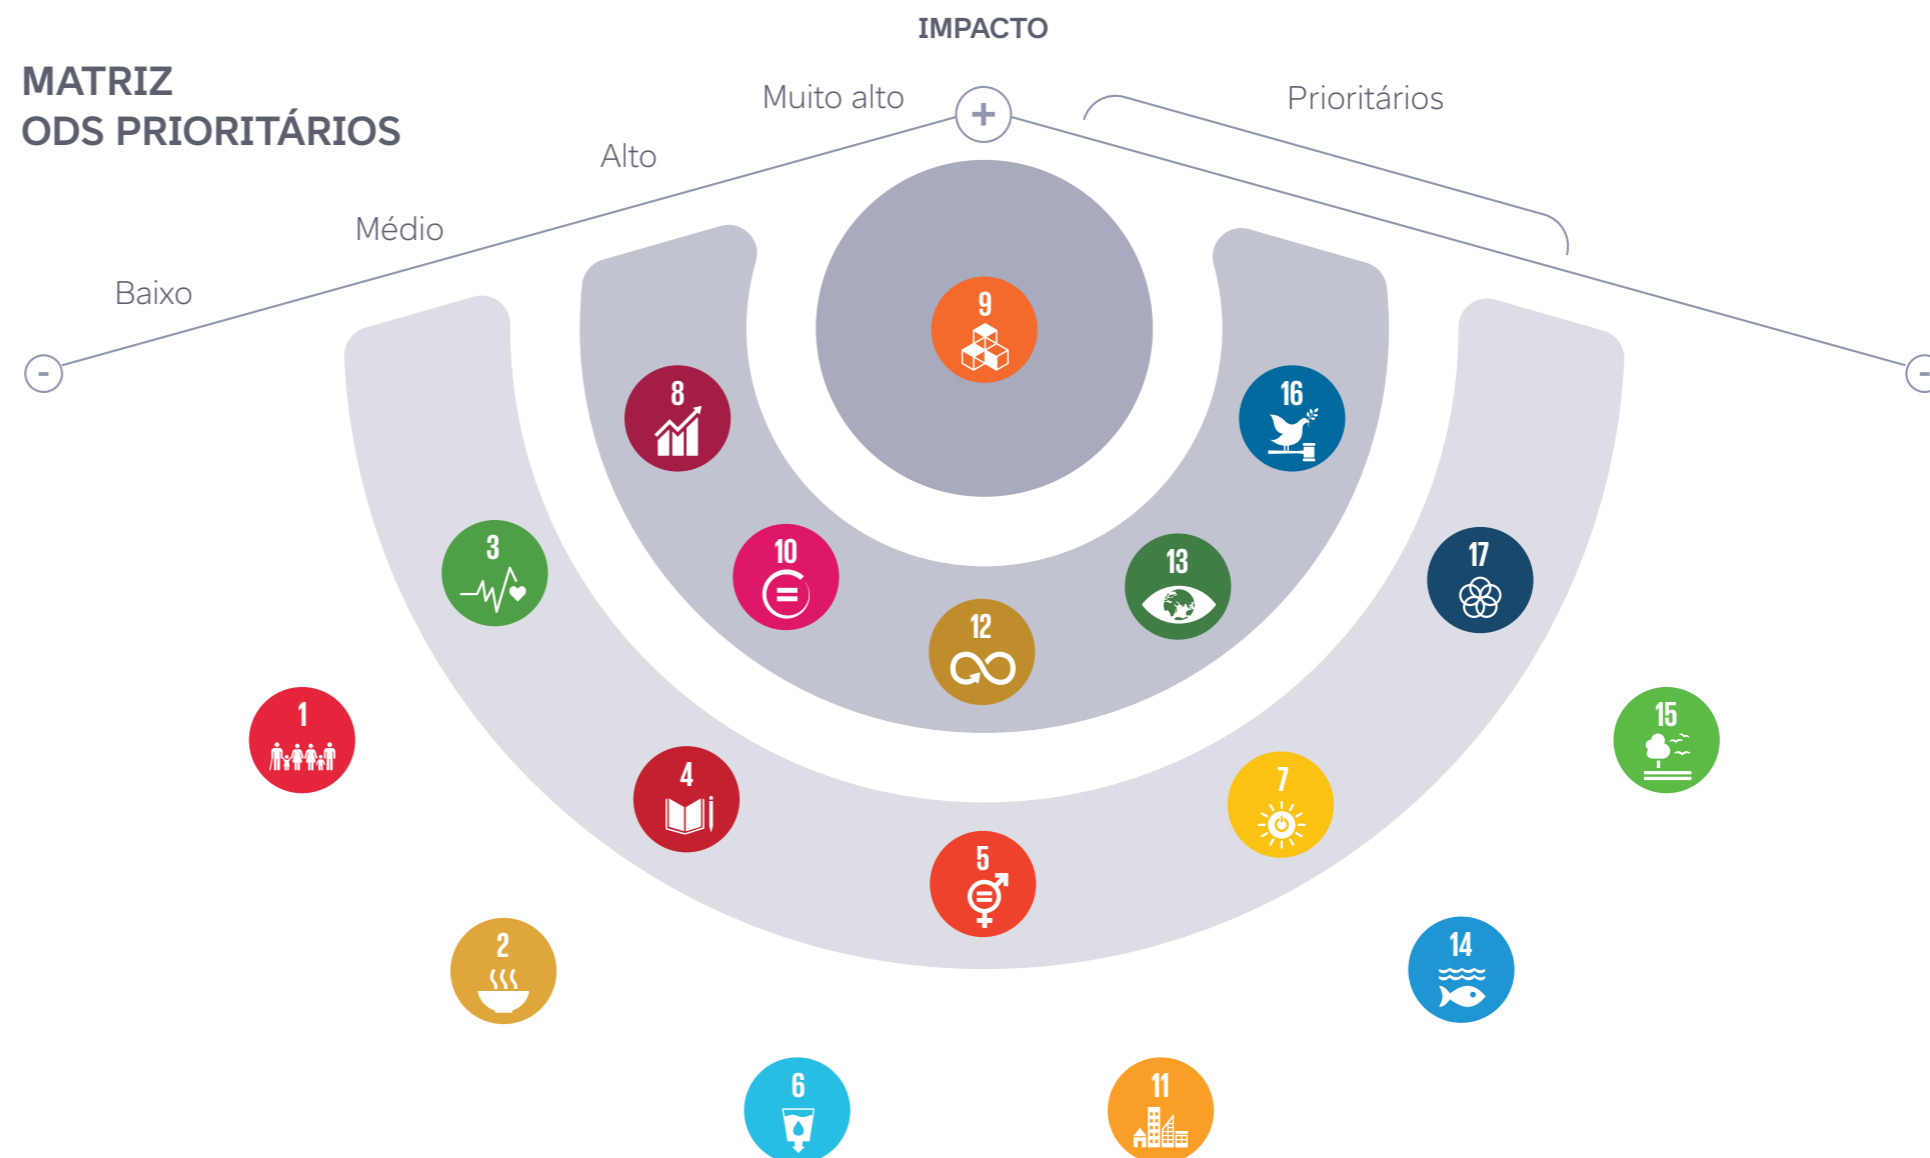 IMPACTO
MATRIZ
ODS PRIORITÁRIOS
Muito alto
+
Prioritários
Alto
Médio
Baixo
-
-
9
8
16
3
10
13
17
12
1
4
7
15
5
2
14
6
11